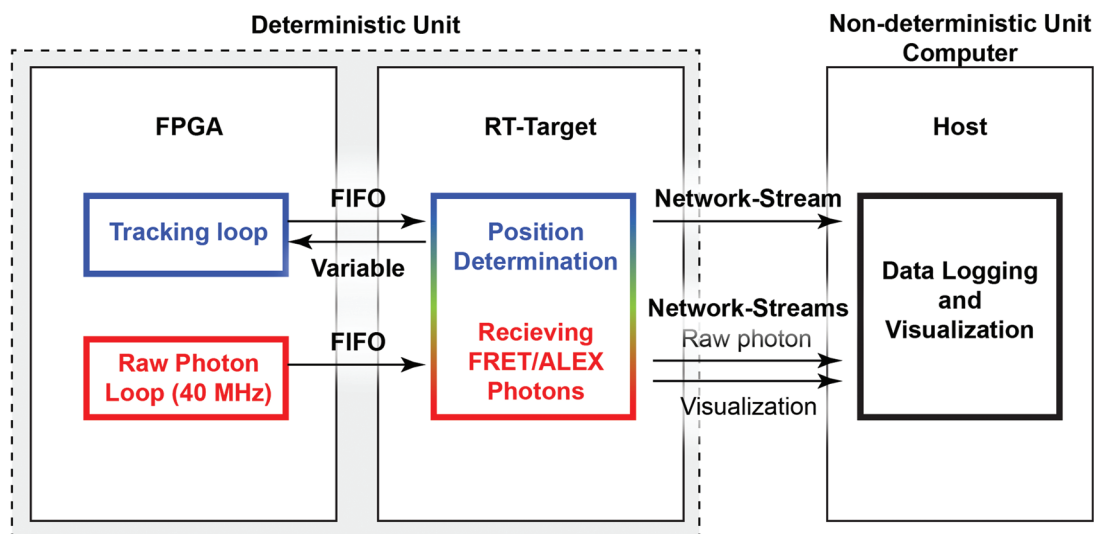 Deterministic Unit
Non-deterministic Unit
Computer
FPGA
RT-Target
Host
Tracking loop
FIFO
Variable
Position
Determination
Network-Stream
Raw Photon
Loop (40 MHz)
FIFO
Recieving
FRET/ALEX
Photons
Network-Streams
Raw photon
Visualization
Data Logging
and
Visualization